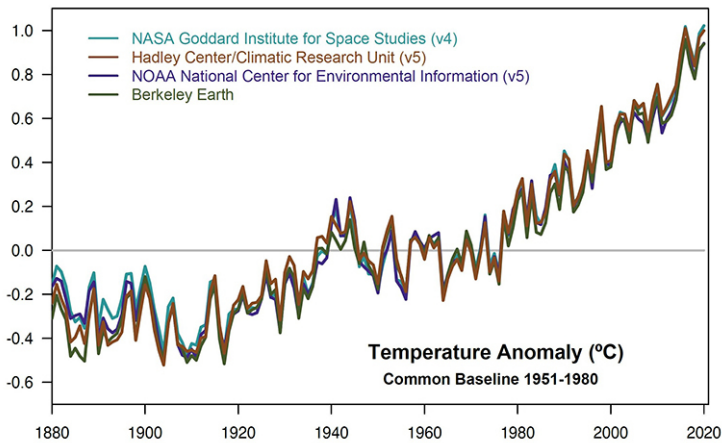 1.0
NASA Goddard Institute for Space Studies (v4)
Hadley Center/Climatic Research Unit (v5)
NOAA National Center for Environmental Information (v5)
Berkeley Earth
0.8
0.6
0.4
0.2
0.0
-0.2
-0.4
-0.6
Temperature Anomaly (ºC)
Common Baseline 1951-1980
1880 1900 1920 1940 1960 1980 2000 2020